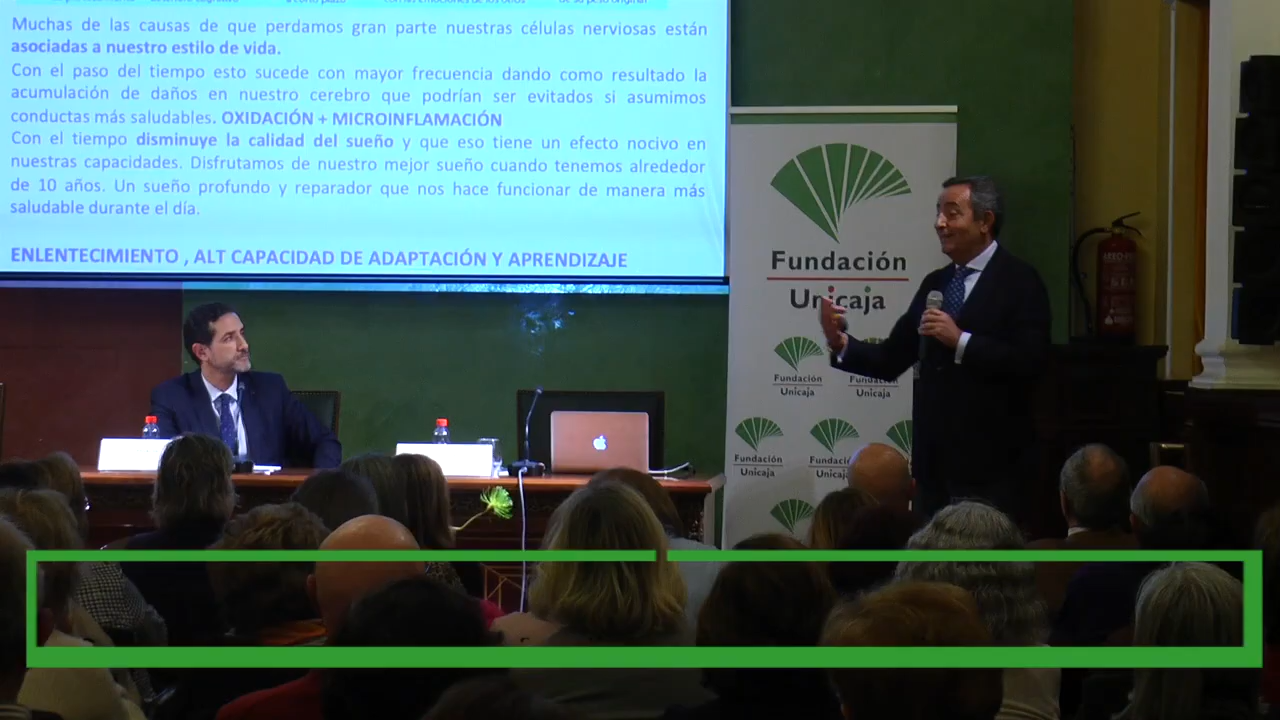 Muchas de las causas de que perdamos gran parte nuestras células nerviosas están
asociadas a nuestro estilo de vida.
Con el paso del tiempo esto sucede con mayor frecuencia dando como resultado la
acumulación de daños en nuestro cerebro que podrían ser evitados si asumimos
conductas más saludables. OXIDACIÓN + MICROINFLAMACIÓN
Con el tiempo disminuye la calidad del sueño y que eso tiene un efecto nocivo en
nuestras capacidades. Disfrutamos de nuestro mejor sueño cuando tenemos alrededor
de 10 años. Un sueño profundo y reparador que nos hace funcionar de manera más
saludable durante el día.
ENLENTECIMIENTO , ALT CAPACIDAD DE ADAPTACIÓN Y APRENDIZAJE
Fundación
Unicaja
Fundación
Unicaja
Fundación
Unicaja
Fundación
Unicaja
Unicaja